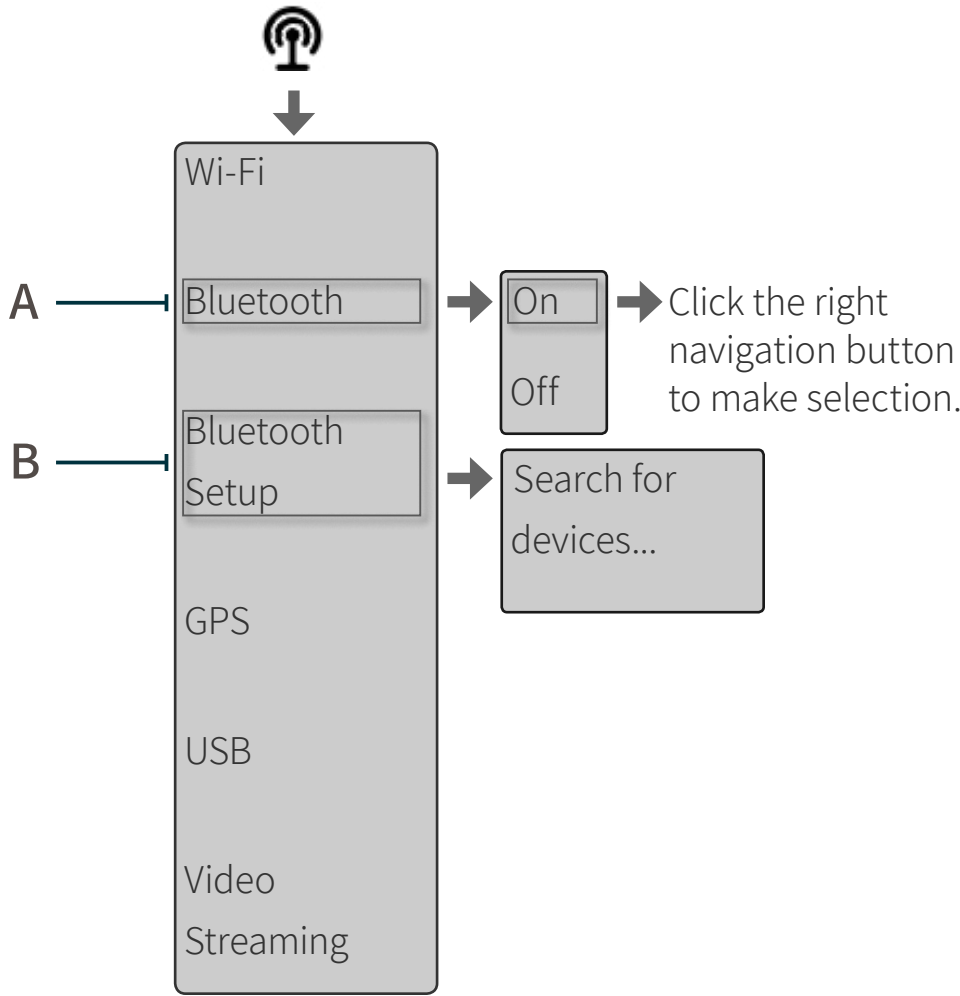 Wi-Fi
A
Bluetooth
On
Off
Click the right
navigation button
to make selection.
B
Bluetooth
Setup
Search for
devices...
GPS
USB
Video
Streaming